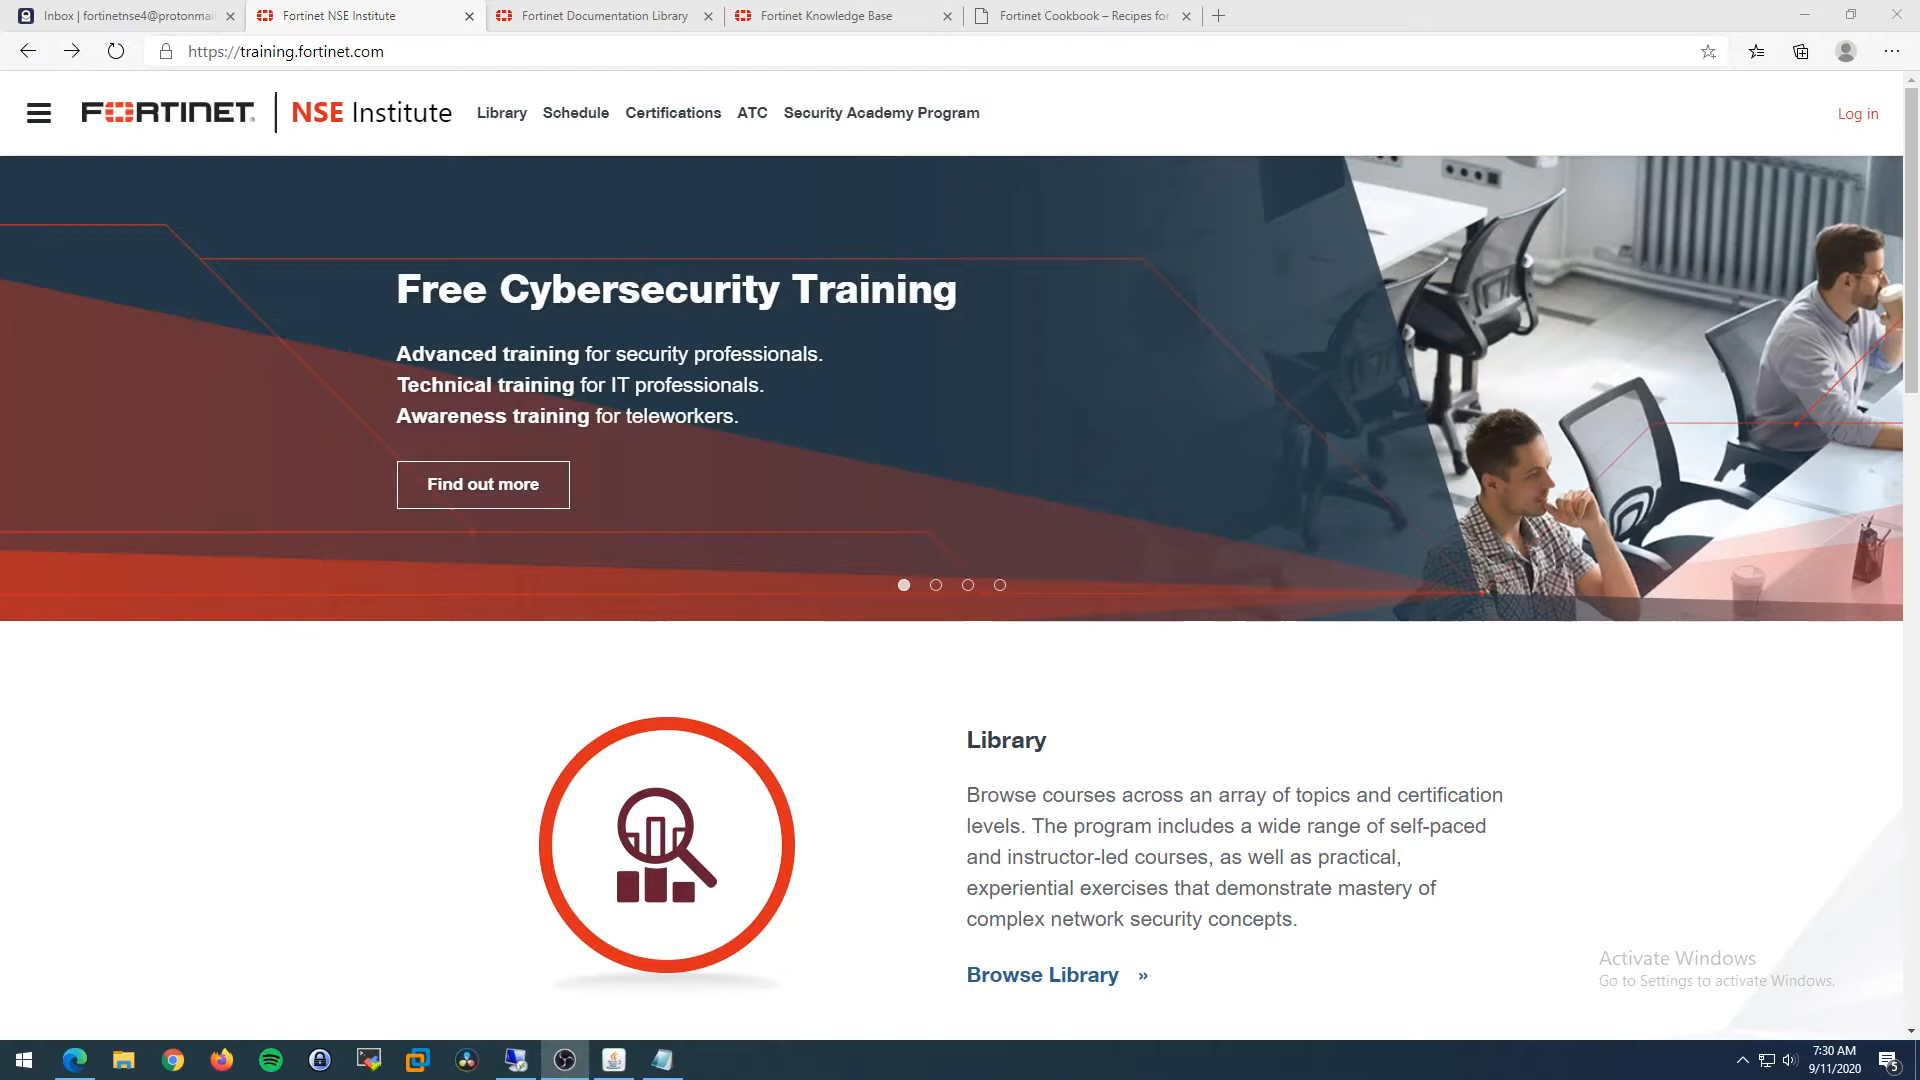 Inbox | fortinetnse4@protonmai
Fortinet NSE Institute
Fortinet Documentation Library
Fortinet Knowledge Base
Fortinet Cookbook – Recipes for
https://training.fortinet.com
FORTINET | NSE Institute
Library
Schedule
Certifications
ATC
Security Academy Program
Log in
Free Cybersecurity Training
Advanced training for security professionals.
Technical training for IT professionals.
Awareness training for teleworkers.
Find out more
Library
Browse courses across an array of topics and certification
levels. The program includes a wide range of self-paced
and instructor-led courses, as well as practical,
experiential exercises that demonstrate mastery of
complex network security concepts.
Browse Library »
Activate Windows
Go to Settings to activate Windows.
7:30 AM
9/11/2020
5